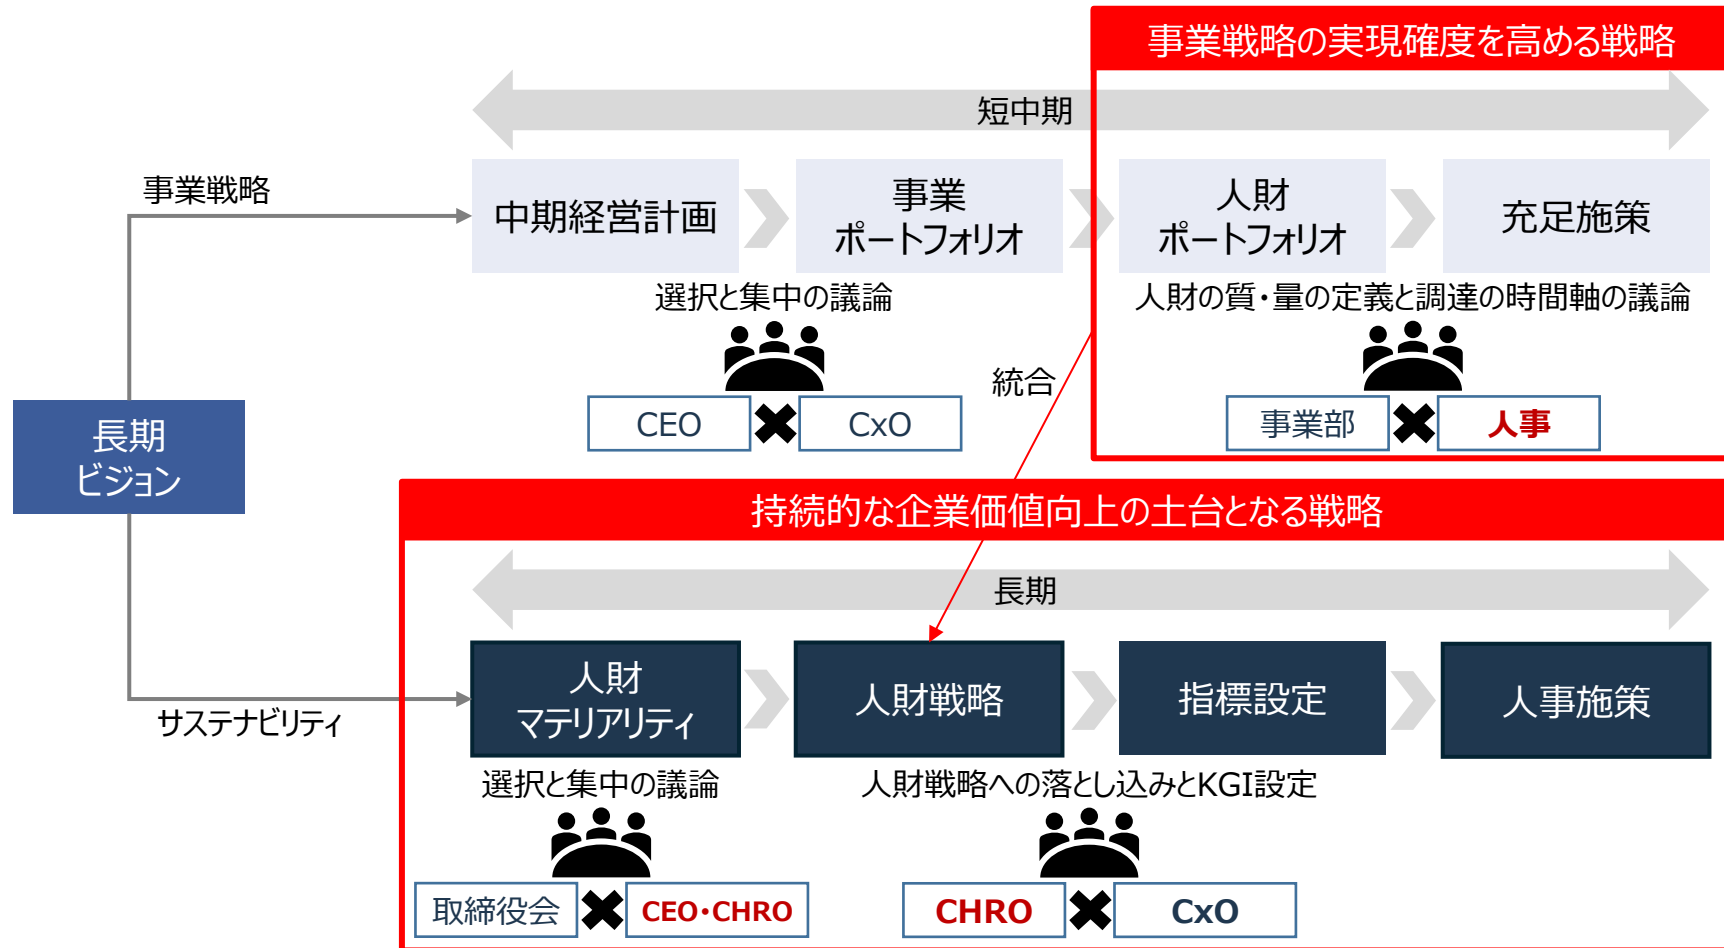 事業戦略の実現確度を高める戦略
短中期
事業戦略
中期経営計画
事業
ポートフォリオ
人財
ポートフォリオ
充足施策
選択と集中の議論
人財の質・量の定義と調達の時間軸の議論
統合
CEO
CxO
事業部
人事
長期
ビジョン
持続的な企業価値向上の土台となる戦略
長期
人財
マテリアリティ
人財戦略
指標設定
人事施策
サステナビリティ
選択と集中の議論
人財戦略への落とし込みとKGI設定
取締役会
CEO・CHRO
CHRO
CxO